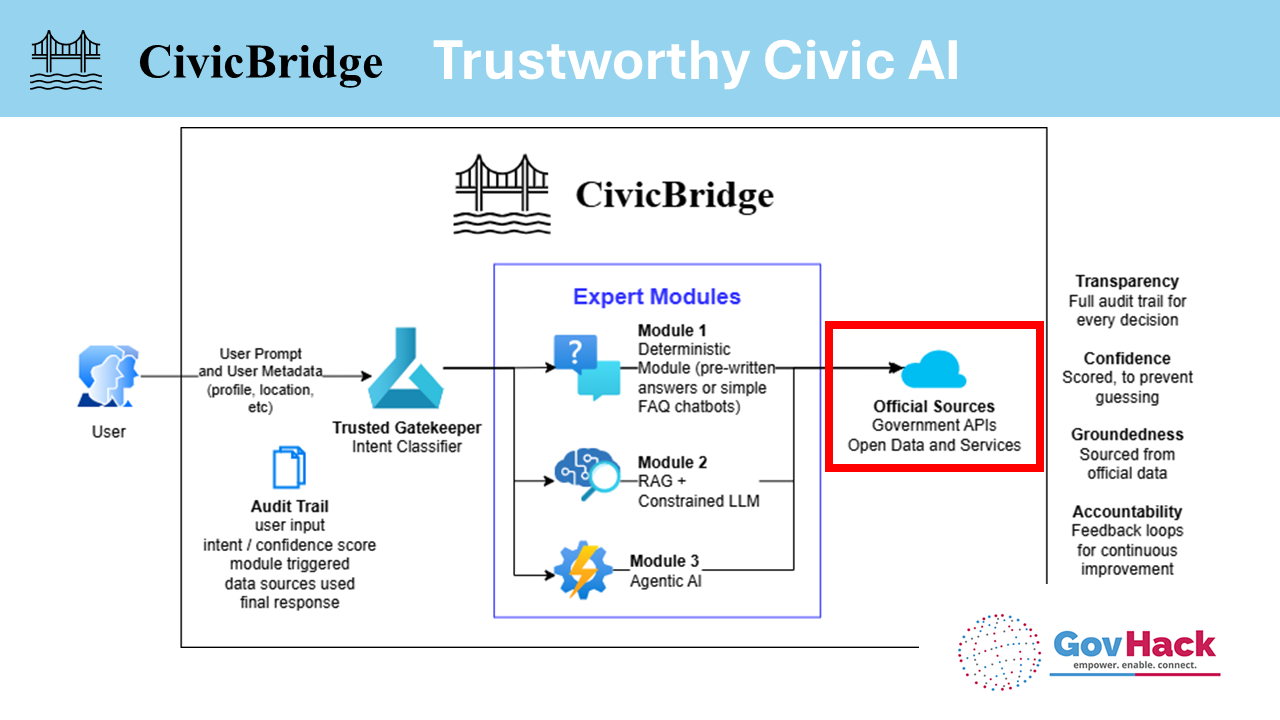 CivicBridge
Trustworthy Civic AI
CivicBridge
Expert Modules
User
User Prompt
and User Metadata
(profile, location,
etc)
Trusted Gatekeeper
Intent Classifier
Audit Trail
user input
intent / confidence score
module triggered
data sources used
final response
?
Module 1
Deterministic
Module (pre-written
answers or simple
FAQ chatbots)
Module 2
RAG +
Constrained LLM
Module 3
Agentic AI
Official Sources
Government APIs
Open Data and Services
Transparency
Full audit trail for
every decision
Confidence
Scored, to prevent
guessing
Groundedness
Sourced from
official data
Accountability
Feedback loops
for continuous
improvement
GovHack
empower. enable. connect.